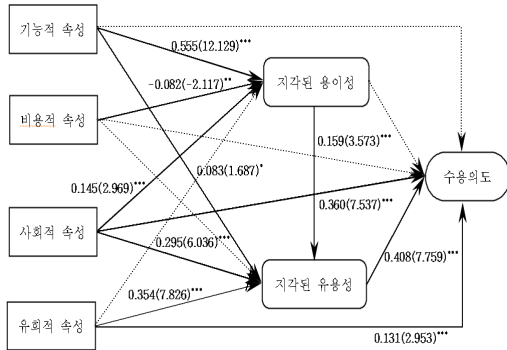 기능적 속성
0.555(12.129)***
-0.082(-2.117)**
지각된 용이성
비용적 속성
0.159(3.573)***
0.083(1.687)*
0.145(2.969)***
수용의도
0.360(7.537)***
사회적 속성
0.295(6.036)***
0.408(7.759)***
지각된 유용성
0.354(7.826)***
유희적 속성
0.131(2.953)***